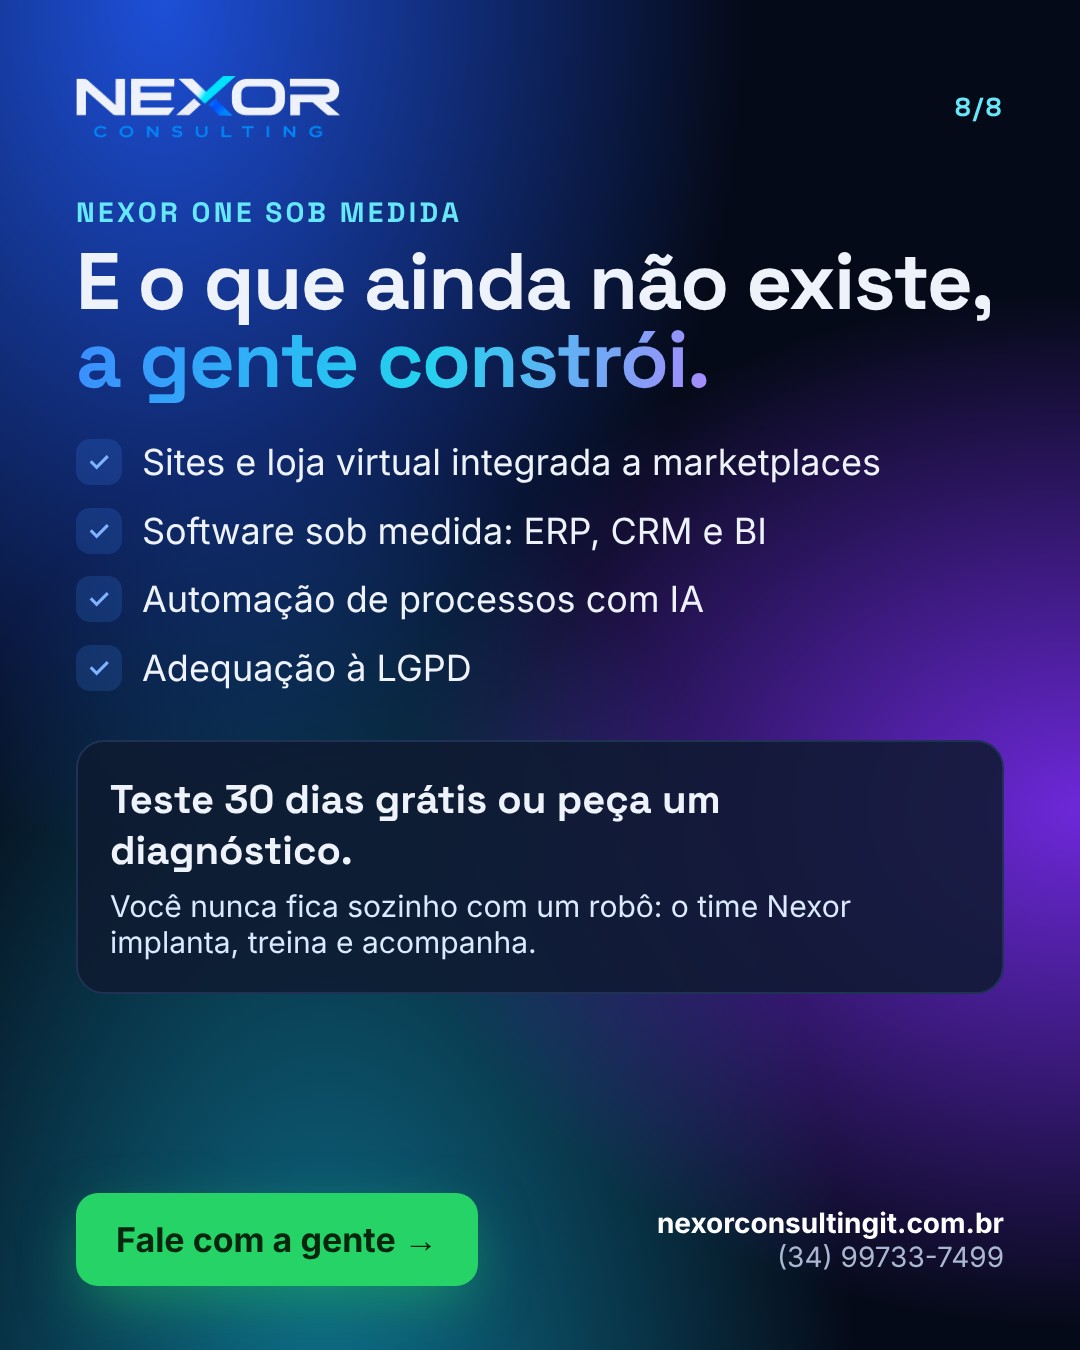 NEXOR
CONSULTING
8/8
NEXOR ONE SOB MEDIDA
E o que ainda não existe,
a gente constrói.
Sites e loja virtual integrada a marketplaces
Software sob medida: ERP, CRM e BI
Automação de processos com IA
Adequação à LGPD
Teste 30 dias grátis ou peça um
diagnóstico.
Você nunca fica sozinho com um robô: o time Nexor
implanta, treina e acompanha.
Fale com a gente →
nexorconsultingit.com.br
(34) 99733-7499